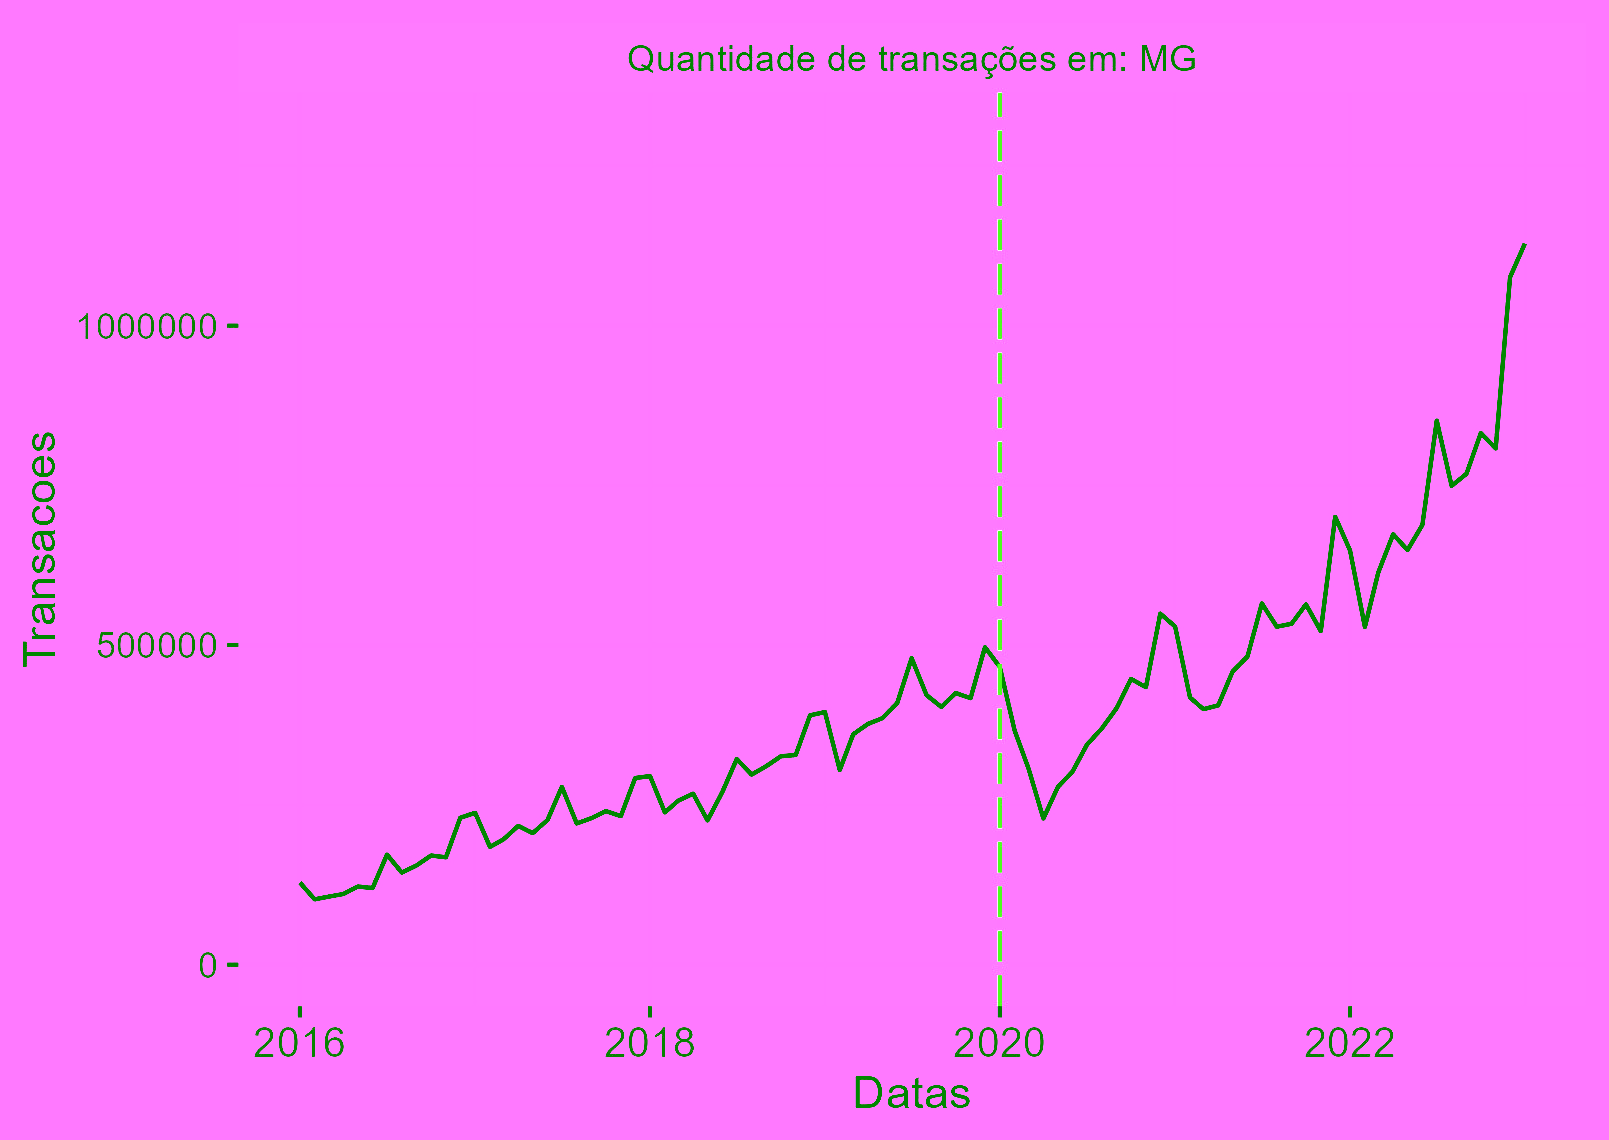 Quantidade de transações em: MG
1000000
500000
0
Transacoes
2016 2018 2020 2022
Datas